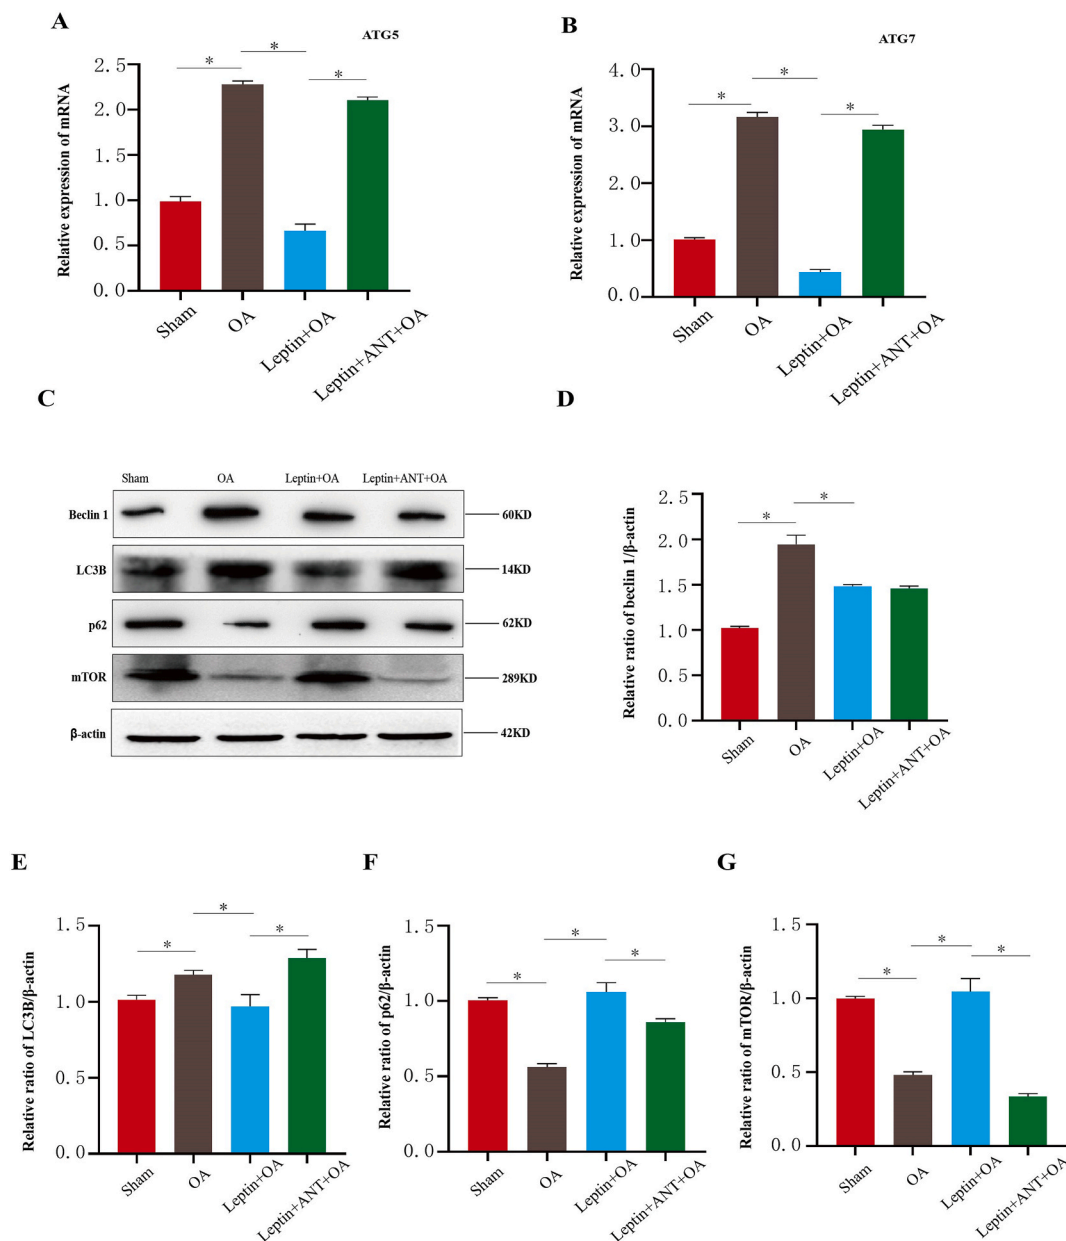 A
ATG5
Relative expression of mRNA
2.5
2.0
1.5
1.0
0.5
0.0
*
*
*
Sham
OA
Leptin+OA
Leptin+ANT+OA
B
ATG7
Relative expression of mRNA
4.0
3.0
2.0
1.0
0.0
*
*
*
Sham
OA
Leptin+OA
Leptin+ANT+OA
C
Sham OA Leptin+OA Leptin+ANT+OA
Beclin 1 60KD
LC3B 14KD
p62 62KD
mTOR 289KD
β-actin 42KD
D
Relative ratio of beclin 1/β-actin
2.5
2.0
1.5
1.0
0.5
0.0
*
*
Sham
OA
Leptin+OA
Leptin+ANT+OA
E
Relative ratio of LC3B/β-actin
1.5
1.0
0.5
0.0
*
*
*
Sham
OA
Leptin+OA
Leptin+ANT+OA
F
Relative ratio of p62/β-actin
1.5
1.0
0.5
0.0
*
*
*
Sham
OA
Leptin+OA
Leptin+ANT+OA
G
Relative ratio of mTOR/β-actin
1.5
1.0
0.5
0.0
*
*
*
Sham
OA
Leptin+OA
Leptin+ANT+OA